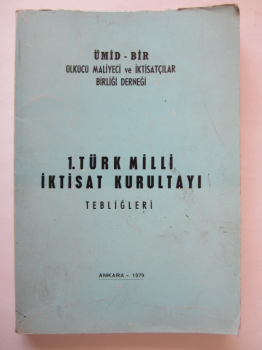 ÜMİD - BİR
ÜLKÜCÜ MALİYECİ ve İKTİSATÇILAR
BİRLİĞİ DERNEĞİ
1. TÜRK MİLLİ
İKTİSAT KURULTAYI
TEBLİĞLERİ
ANKARA - 1979